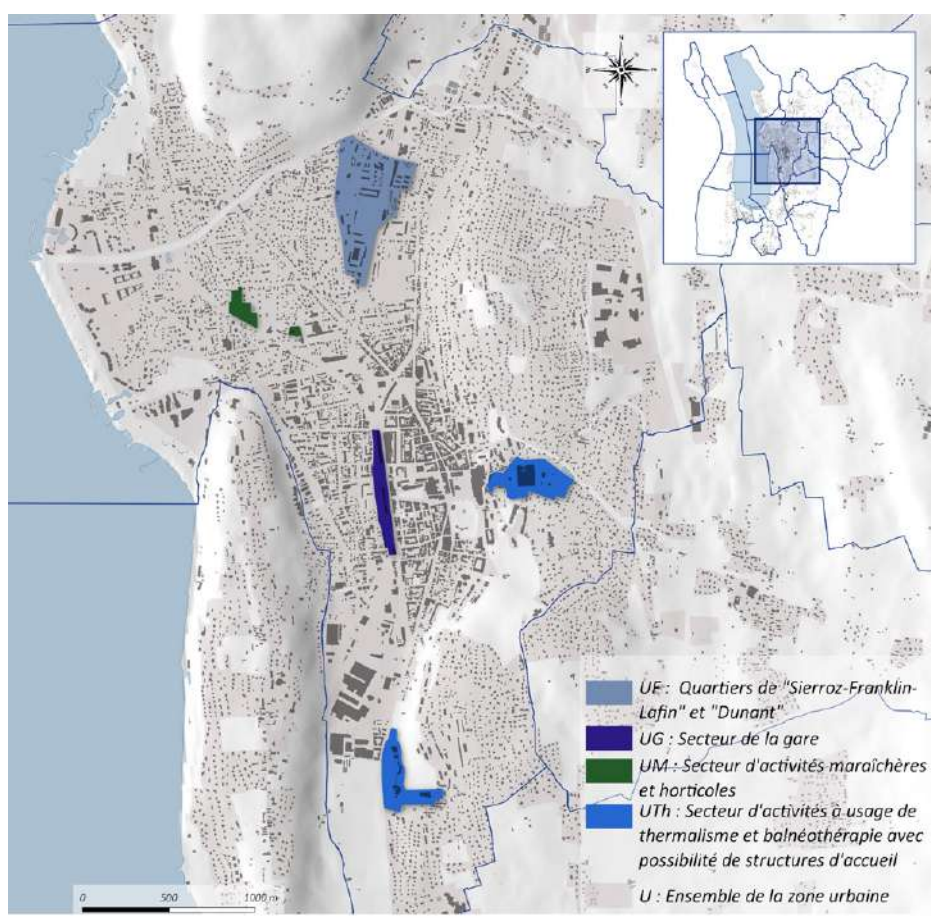 N
UE : Quartiers de "Sierroz-Franklin-
Lafin" et "Dunant"
UG : Secteur de la gare
UM : Secteur d'activités maraîchères
et horticoles
UTh : Secteur d'activités à usage de
thermalisme et balnéothérapie avec
possibilité de structures d'accueil
U : Ensemble de la zone urbaine
0 500 1000 m